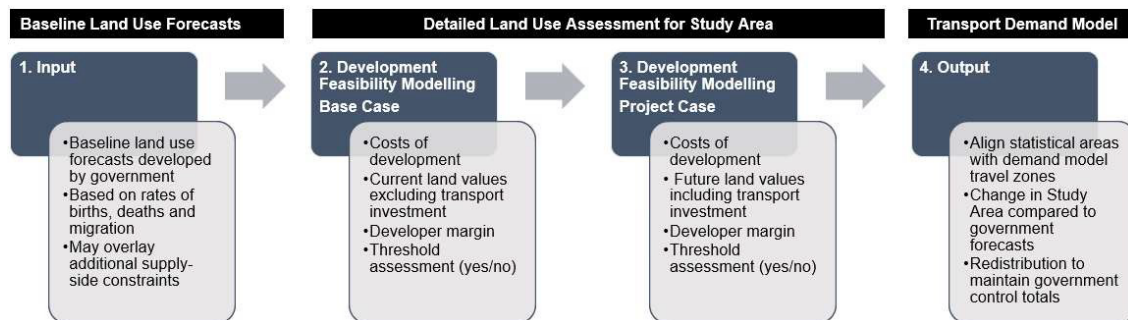 Baseline Land Use Forecasts
Detailed Land Use Assessment for Study Area
Transport Demand Model
1. Input
•Baseline land use
forecasts developed
by government
•Based on rates of
births, deaths and
migration
•May overlay
additional supply-
side constraints
2. Development
Feasibility Modelling
Base Case
•Costs of
development
•Current land values
excluding transport
investment
•Developer margin
•Threshold
assessment (yes/no)
3. Development
Feasibility Modelling
Project Case
•Costs of
development
• Future land values
including transport
investment
•Developer margin
•Threshold
assessment (yes/no)
4. Output
•Align statistical areas
with demand model
travel zones
•Change in Study
Area compared to
government
forecasts
•Redistribution to
maintain government
control totals